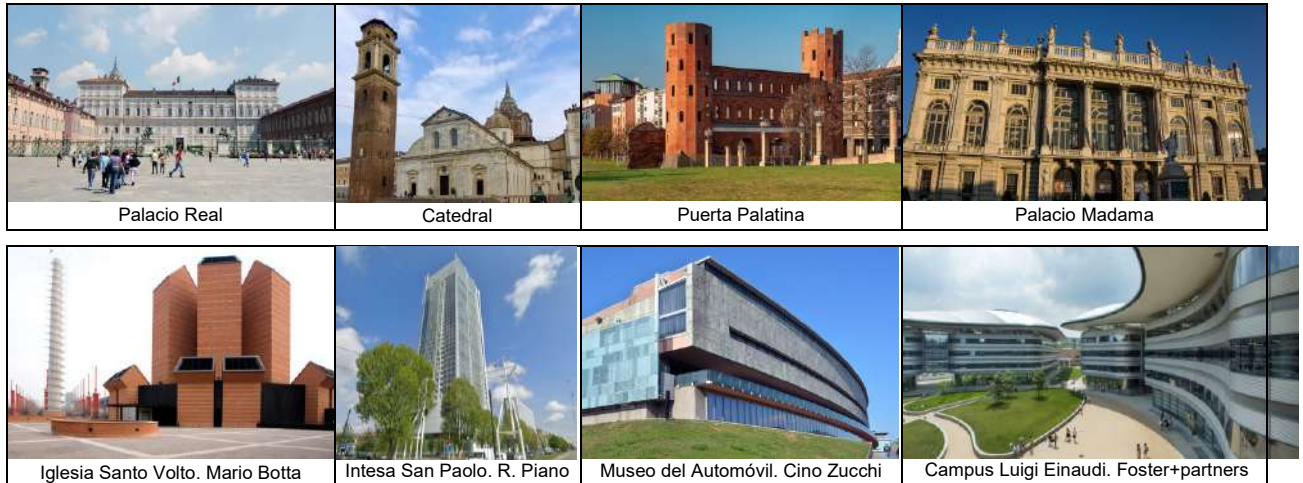 Palacio Real
Catedral
Puerta Palatina
Palacio Madama
Iglesia Santo Volto. Mario Botta
Intesa San Paolo. R. Piano
Museo del Automóvil. Cino Zucchi
Campus Luigi Einaudi. Foster+partners